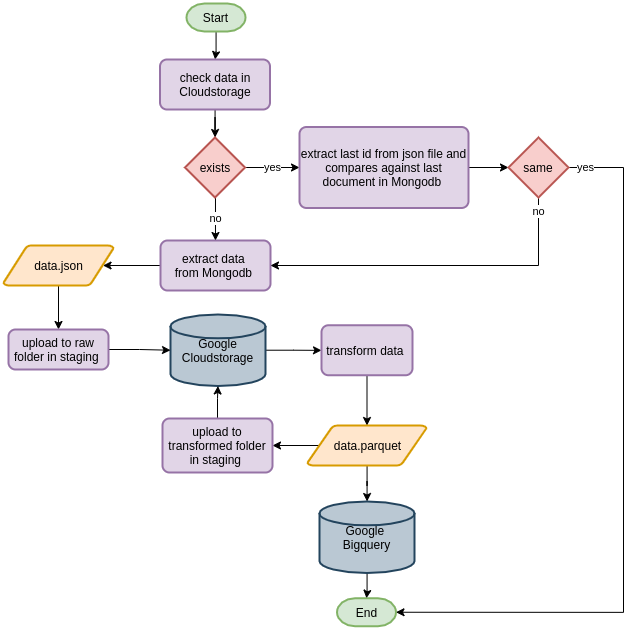 Start
check data in
Cloudstorage
exists
yes
extract last id from json file and
compares against last
document in Mongodb
same
yes
no
no
extract data
from Mongodb
data.json
upload to raw
folder in staging
Google
Cloudstorage
transform data
upload to
transformed folder
in staging
data.parquet
Google
Bigquery
End